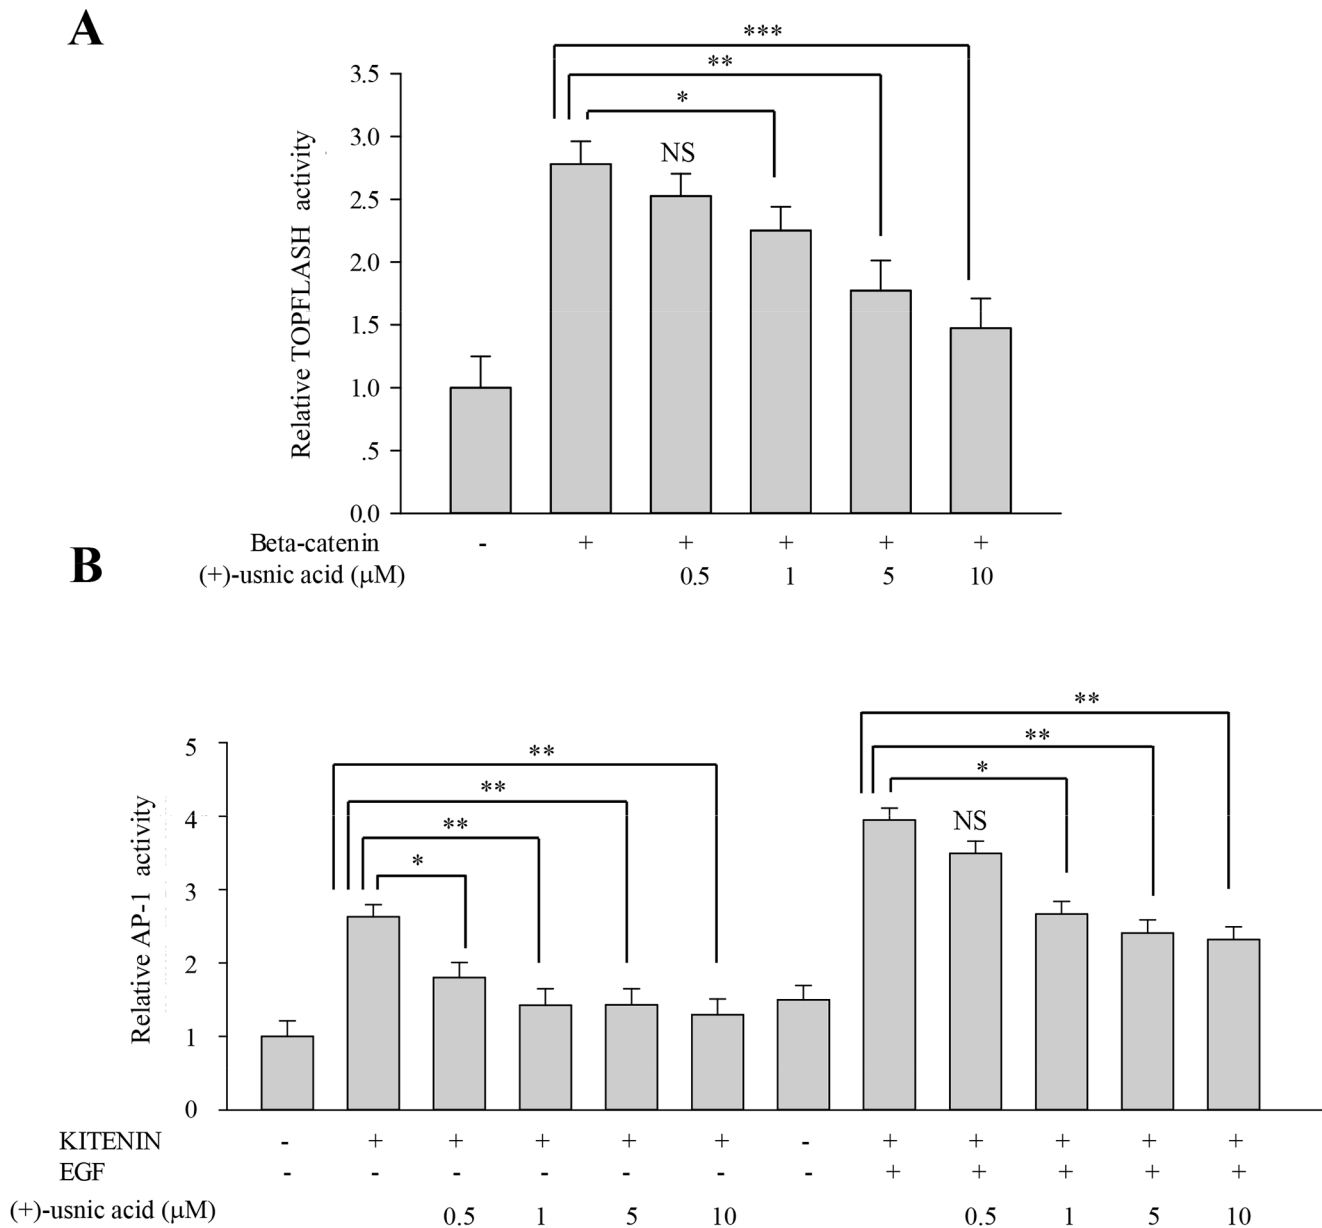 A
***
**
*
NS
3.5
3.0
2.5
2.0
1.5
1.0
.5
0.0
Relative TOPFLASH activity
Beta-catenin - + + + + +
(+)-usnic acid (μM) 0.5 1 5 10
B
**
**
**
*
**
**
*
NS
5
4
3
2
1
0
Relative AP-1 activity
KITENIN - + + + + + - + + + + +
EGF - - - - - - - + + + + +
(+)-usnic acid (μM) 0.5 1 5 10 0.5 1 5 10